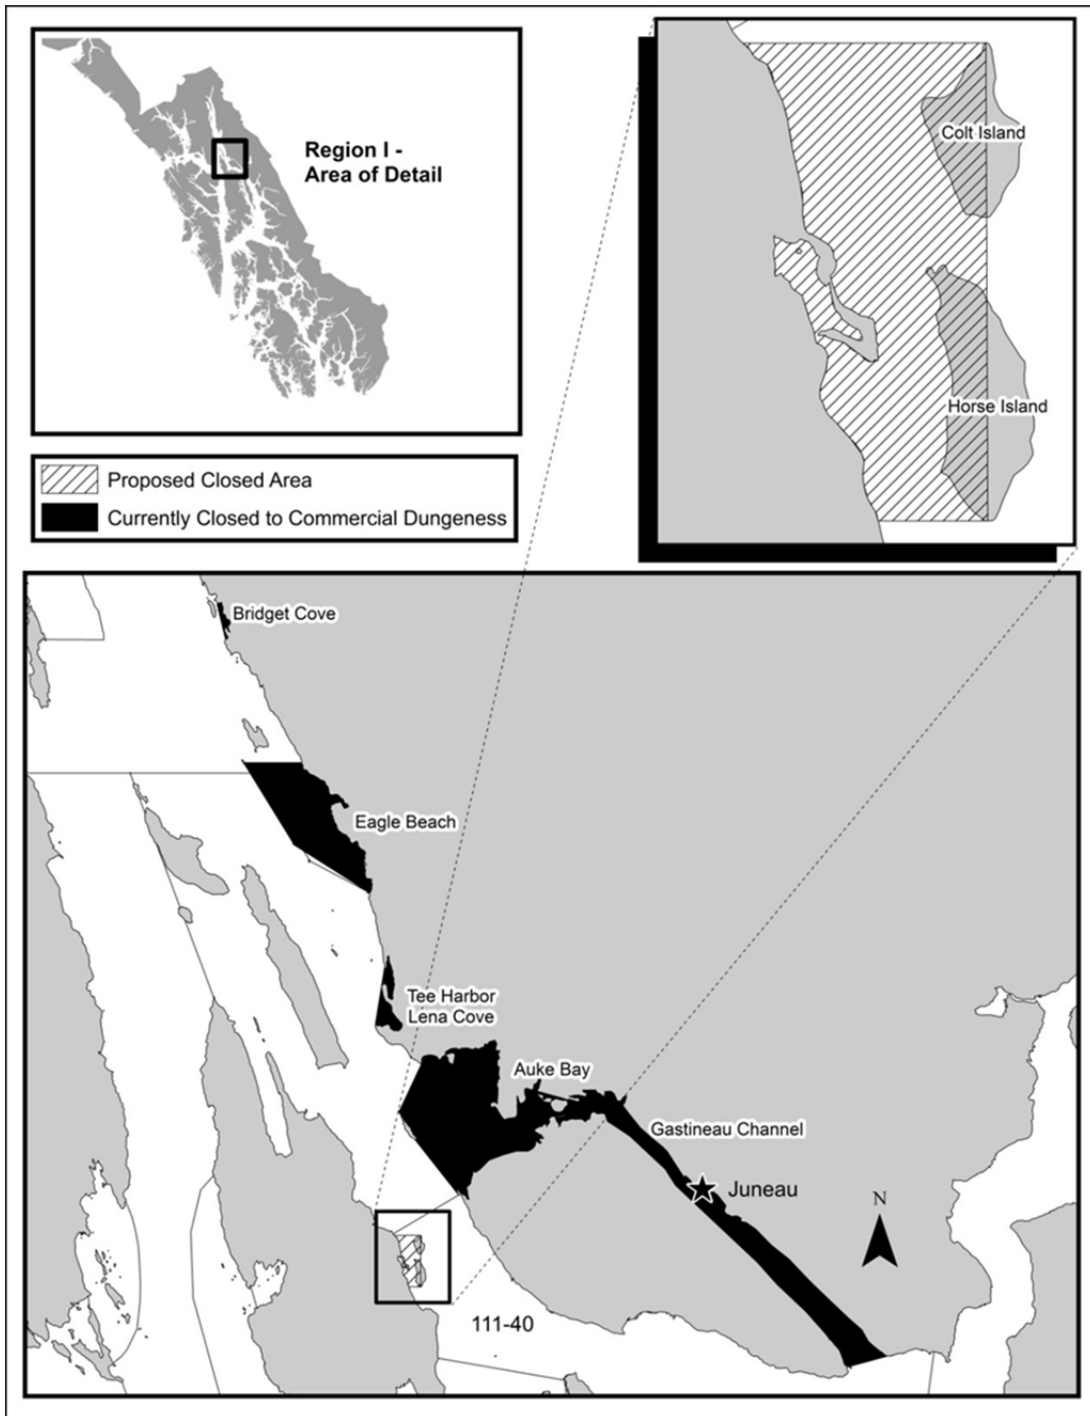 Region I -
Area of Detail
Colt Island
Horse Island
Proposed Closed Area
Currently Closed to Commercial Dungeness
Bridget Cove
Eagle Beach
Tee Harbor
Lena Cove
Auke Bay
Gastineau Channel
Juneau
N
111-40